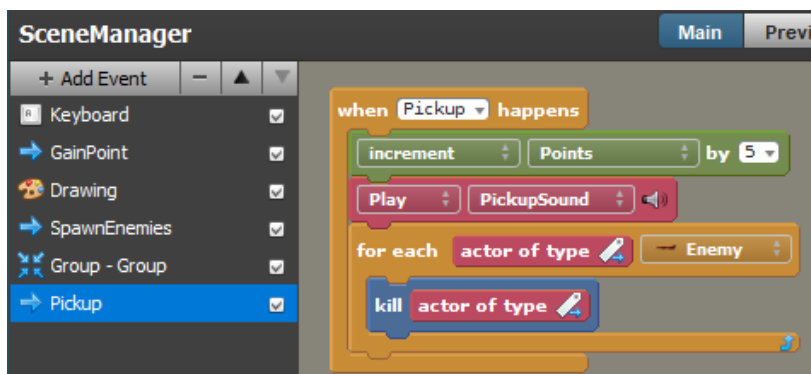 SceneManager
Main
Previ
+ Add Event
Keyboard
GainPoint
Drawing
SpawnEnemies
Group - Group
Pickup
when Pickup happens
increment Points by 5
Play PickupSound
for each actor of type Enemy
kill actor of type